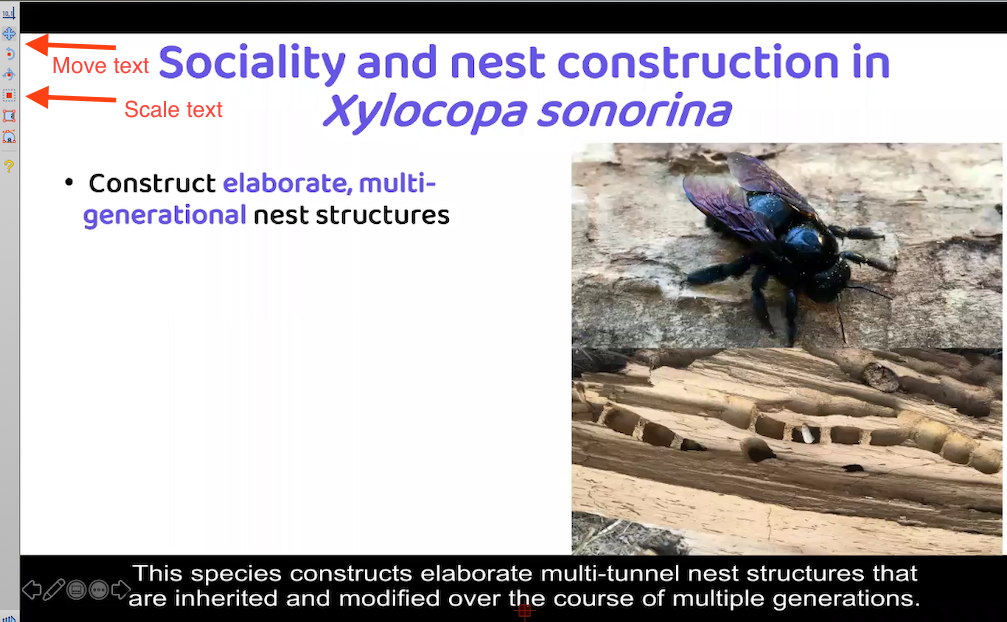 Move text
Scale text
Sociality and nest construction in
Xylocopa sonorina
• Construct elaborate, multi-
generational nest structures
This species constructs elaborate multi-tunnel nest structures that
are inherited and modified over the course of multiple generations.